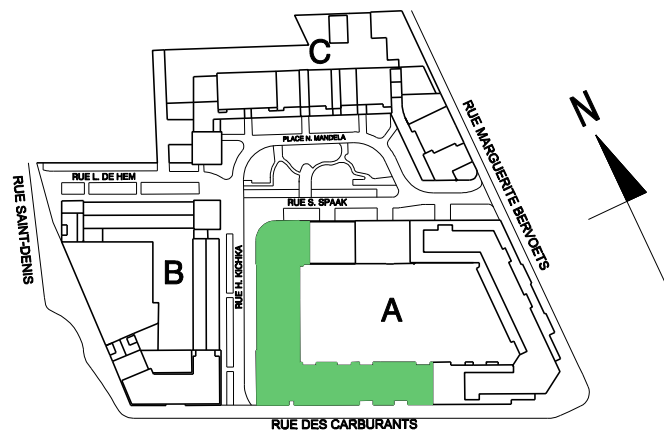 C
N
RUE MARGUERITE BERVOETS
PLACE N. MANDELA
RUE L. DE HEM
RUE S. SPAAK
RUE SAINT-DENIS
RUE H. KICHKA
B
A
RUE DES CARBURANTS